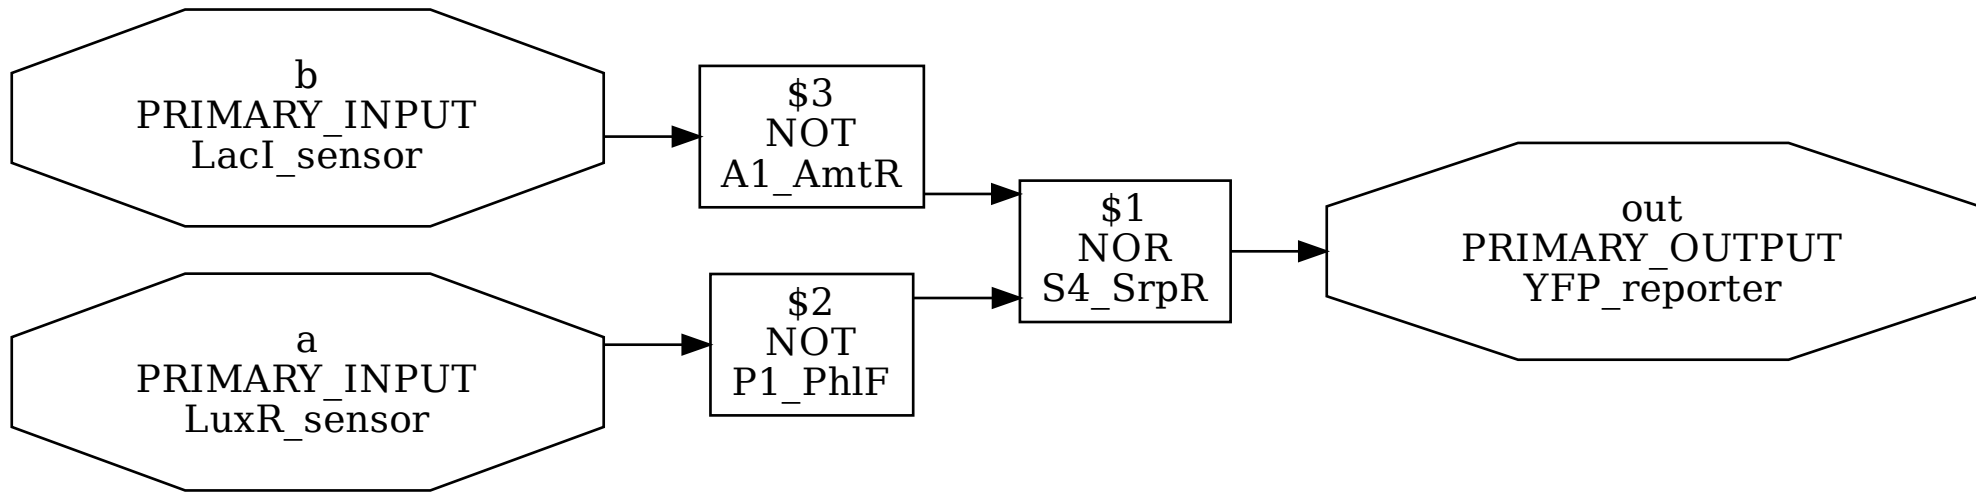 b
PRIMARY_INPUT
LacI_sensor
$3
NOT
A1_AmtR
a
PRIMARY_INPUT
LuxR_sensor
$2
NOT
P1_PhlF
$1
NOR
S4_SrpR
out
PRIMARY_OUTPUT
YFP_reporter